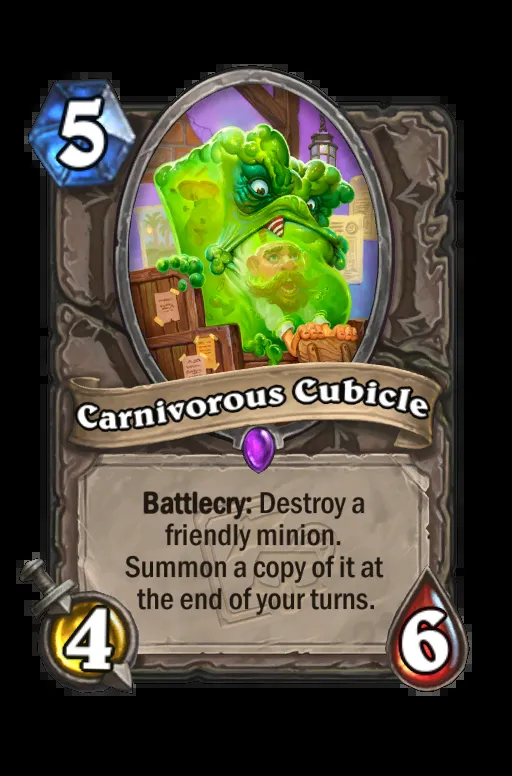 5
Carnivorous Cubicle
Battlecry: Destroy a
friendly minion.
Summon a copy of it at
the end of your turns.
4
6